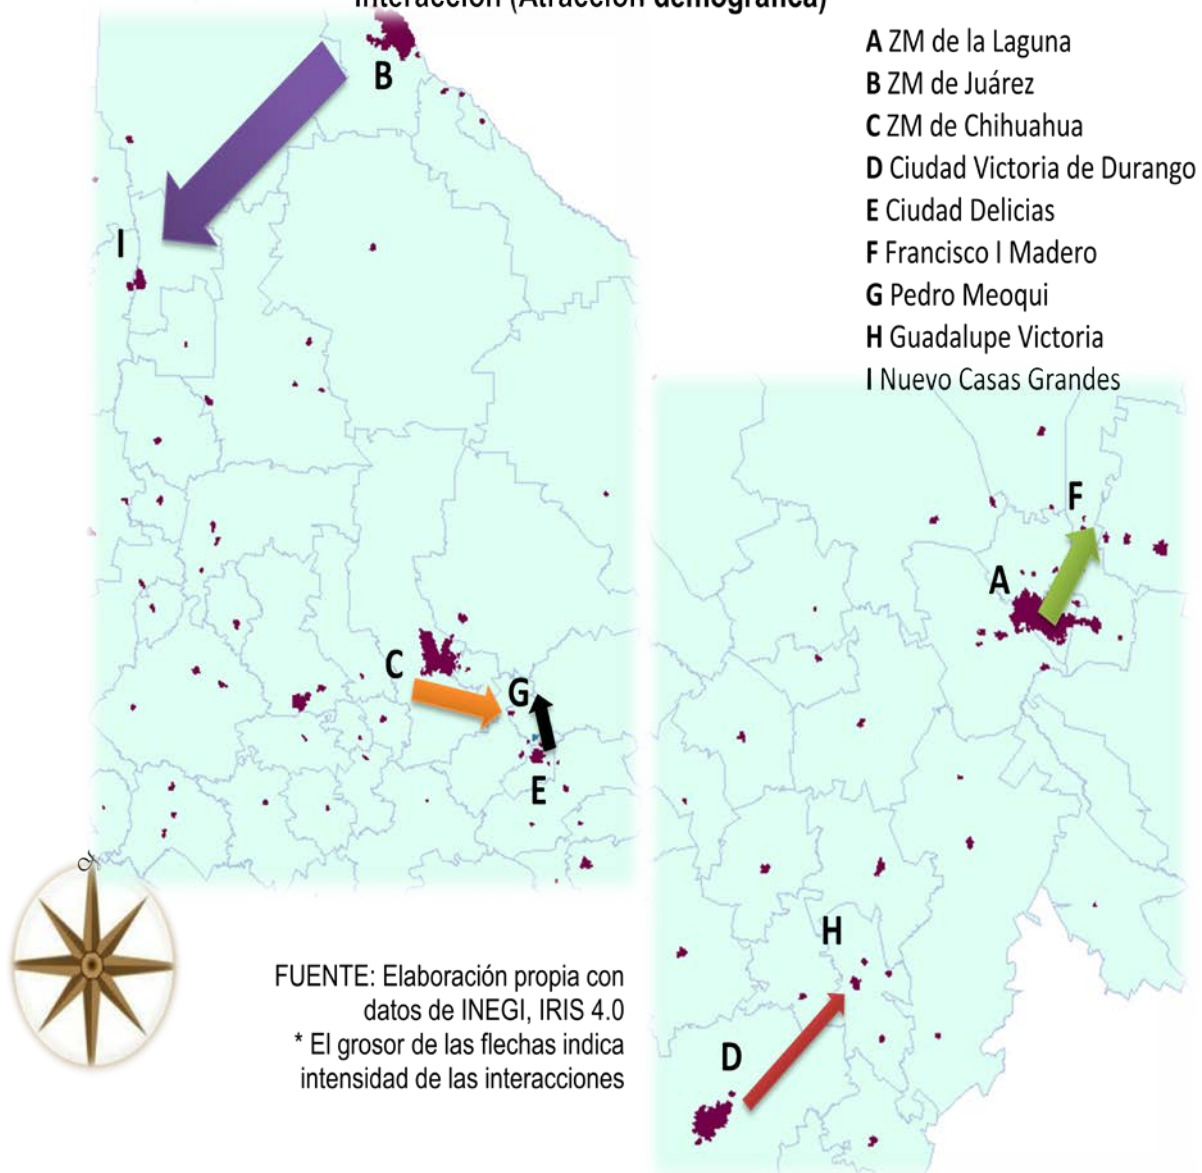 Interacción (Atracción demográfica)
A ZM de la Laguna
B ZM de Juárez
C ZM de Chihuahua
D Ciudad Victoria de Durango
E Ciudad Delicias
F Francisco I Madero
G Pedro Meoqui
H Guadalupe Victoria
I Nuevo Casas Grandes
B
I
C
G
E
F
A
H
D
FUENTE: Elaboración propia con
datos de INEGI, IRIS 4.0
* El grosor de las flechas indica
intensidad de las interacciones